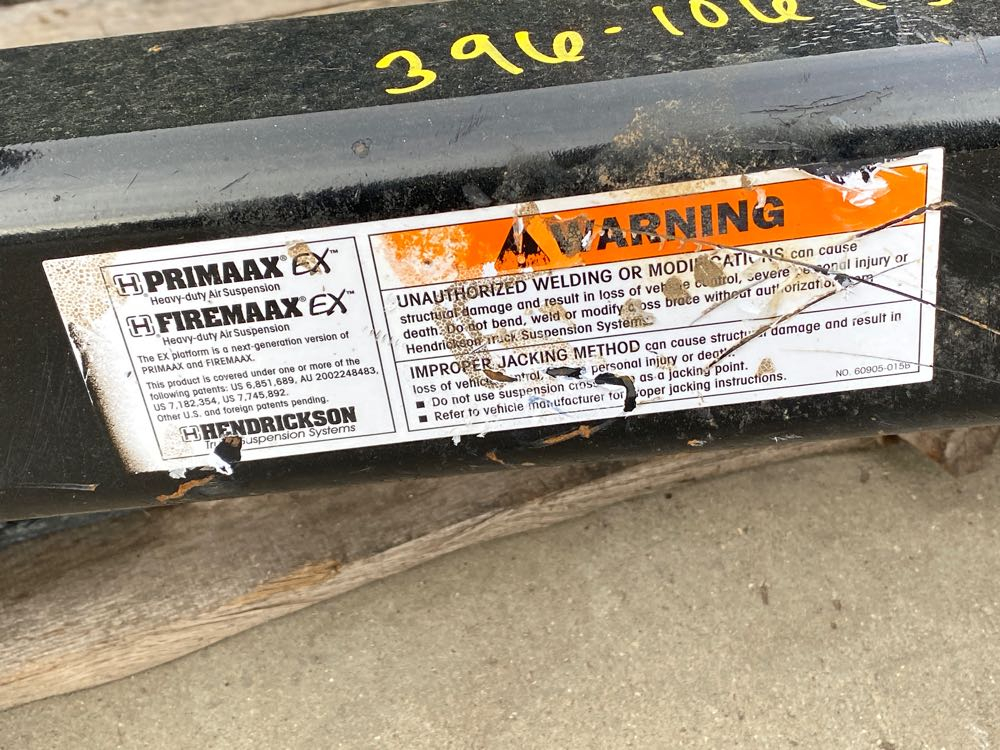 396-106
H PRIMAAX® EX™
Heavy-duty Air Suspension
H FIREMAAX® EX™
Heavy-duty Air Suspension
The EX platform is a next-generation version of
PRIMAAX and FIREMAAX.
This product is covered under one or more of the
following patents: US 6,851,689, AU 2002248483,
US 7,182,354, US 7,745,892.
Other U.S. and foreign patents pending.
H HENDRICKSON
Suspension Systems
WARNING
UNAUTHORIZED WELDING OR MODIFICATIONS can cause
structural damage and result in loss of vehicle control, severe personal injury or
death. Do not bend, weld or modify cross brace without authorization from
Hendrickson Truck Suspension Systems.
IMPROPER JACKING METHOD can cause structural damage and result in
loss of vehicle control, personal injury or death.
■ Do not use suspension cross as a jacking point.
■ Refer to vehicle manufacturer for proper jacking instructions.
NO. 60905-015B